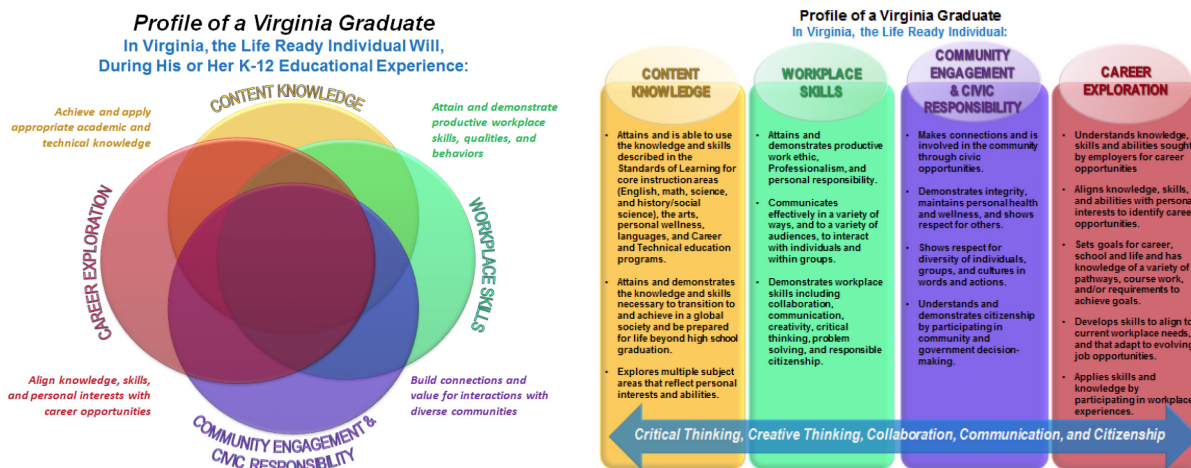 Profile of a Virginia Graduate
In Virginia, the Life Ready Individual Will,
During His or Her K-12 Educational Experience:
CONTENT KNOWLEDGE
Achieve and apply
appropriate academic and
technical knowledge
Attain and demonstrate
productive workplace
skills, qualities, and
behaviors
CAREER EXPLORATION
WORKPLACE SKILLS
Align knowledge, skills,
and personal interests with
career opportunities
Build connections and
value for interactions with
diverse communities
COMMUNITY ENGAGEMENT &
CIVIC RESPONSIBILITY
Profile of a Virginia Graduate
In Virginia, the Life Ready Individual:
CONTENT
KNOWLEDGE
• Attains and is able to use
the knowledge and skills
described in the
Standards of Learning for
core instruction areas
(English, math, science,
and history/social
science), the arts,
personal wellness,
languages, and Career
and Technical education
programs.
• Attains and demonstrates
the knowledge and skills
necessary to transition to
and achieve in a global
society and be prepared
for life beyond high school
graduation.
• Explores multiple subject
areas that reflect personal
interests and abilities.
WORKPLACE
SKILLS
• Attains and
demonstrates productive
work ethic,
Professionalism, and
personal responsibility.
• Communicates
effectively in a variety of
ways, and to a variety of
audiences, to interact
with individuals and
within groups.
• Demonstrates workplace
skills including
collaboration,
communication,
creativity, critical
thinking, problem
solving, and responsible
citizenship.
COMMUNITY
ENGAGEMENT
& CIVIC
RESPONSIBILITY
• Makes connections and is
involved in the community
through civic
opportunities.
• Demonstrates integrity,
maintains personal health
and wellness, and shows
respect for others.
• Shows respect for
diversity of individuals,
groups, and cultures in
words and actions.
• Understands and
demonstrates citizenship
by participating in
community and
government decision-
making.
CAREER
EXPLORATION
• Understands knowledge,
skills and abilities sought
by employers for career
opportunities
• Aligns knowledge, skills,
and abilities with personal
interests to identify career
opportunities.
• Sets goals for career,
school and life and has
knowledge of a variety of
pathways, course work,
and/or requirements to
achieve goals.
• Develops skills to align to
current workplace needs,
and that adapt to evolving
job opportunities.
• Applies skills and
knowledge by
participating in workplace
experiences.
Critical Thinking, Creative Thinking, Collaboration, Communication, and Citizenship